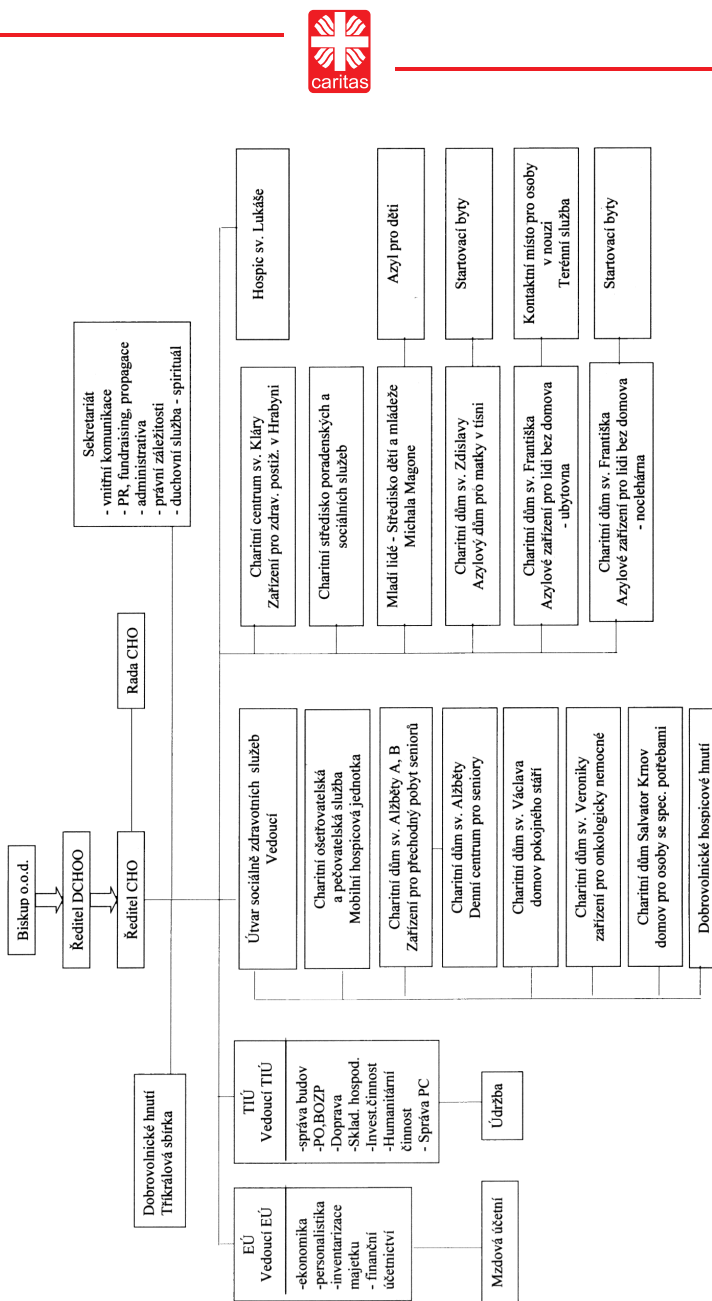 caritas
Biskup o.o.d.
Ředitel DCHOO
Ředitel CHO
Rada CHO
Dobrovolnické hnutí
Tříkrálová sbírka
Sekretariát
- vnitřní komunikace
- PR, fundraising, propagace
- administrativa
- právní záležitosti
- duchovní služba - spirituál
EÚ
Vedoucí EÚ
-ekonomika
-personalistika
-inventarizace
majetku
- finanční
účetnictví
Mzdová účetní
TIÚ
Vedoucí TIÚ
-správa budov
-PO,BOZP
-Doprava
-Sklad. hospod.
-Invest.činnost
-Humanitární
činnost
- Správa PC
Údržba
Útvar sociálně zdravotních služeb
Vedoucí
Charitní ošetřovatelská
a pečovatelská služba
Mobilní hospicová jednotka
Charitní dům sv. Alžběty A, B
Zařízení pro přechodný pobyt seniorů
Charitní dům sv. Alžběty
Denní centrum pro seniory
Charitní dům sv. Václava
domov pokojného stáří
Charitní dům sv. Veroniky
zařízení pro onkologicky nemocné
Charitní dům Salvator Krnov
domov pro osoby se spec. potřebami
Dobrovolnické hospicové hnutí
Charitní centrum sv. Kláry
Zařízení pro zdrav. postiž. v Hrabyni
Charitní středisko poradenských a
sociálních služeb
Mladí lidé - Středisko dětí a mládeže
Michala Magone
Charitní dům sv. Zdislavy
Azylový dům pro matky v tísni
Charitní dům sv. Františka
Azylové zařízení pro lidi bez domova
- ubytovna
Charitní dům sv. Františka
Azylové zařízení pro lidi bez domova
- noclehárna
Hospic sv. Lukáše
Azyl pro děti
Startovací byty
Kontaktní místo pro osoby
v nouzi
Terénní služba
Startovací byty